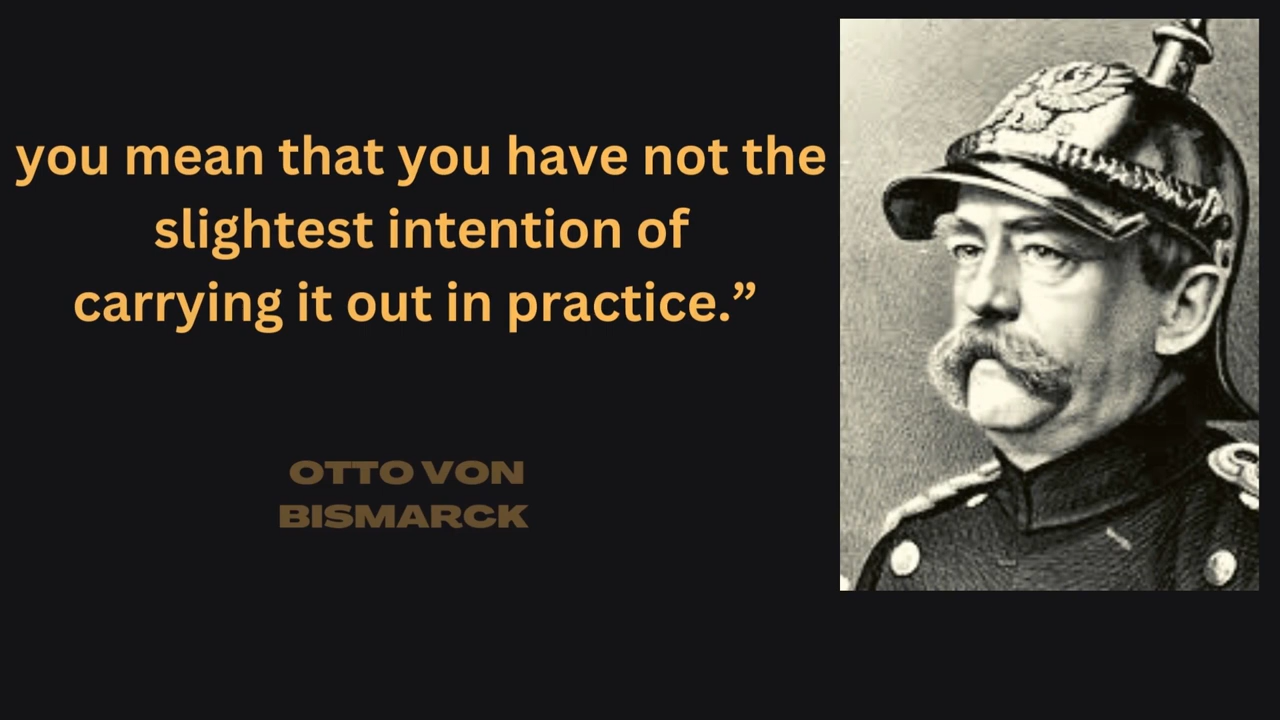 you mean that you have not the
slightest intention of
carrying it out in practice.”
OTTO VON
BISMARCK